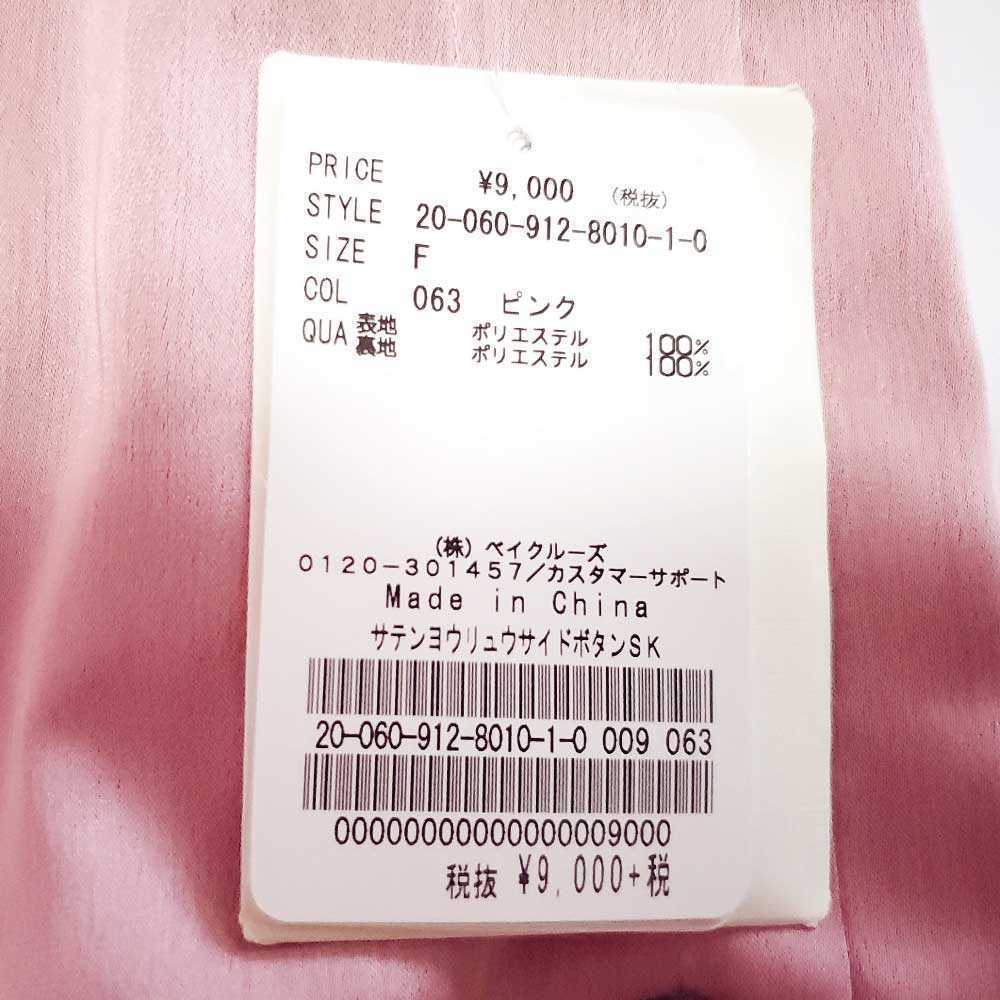 PRICE ¥9,000 (税抜)
STYLE 20-060-912-8010-1-0
SIZE F
COL 063 ピンク
QUA 表地 ポリエステル 100%
裏地 ポリエステル 100%
(株) ベイクルーズ
0120-301457/カスタマーサポート
Made in China
サテンヨウリュウサイドボタンSK
20-060-912-8010-1-0 009 063
00000000000000009000
税抜 ¥9,000+税